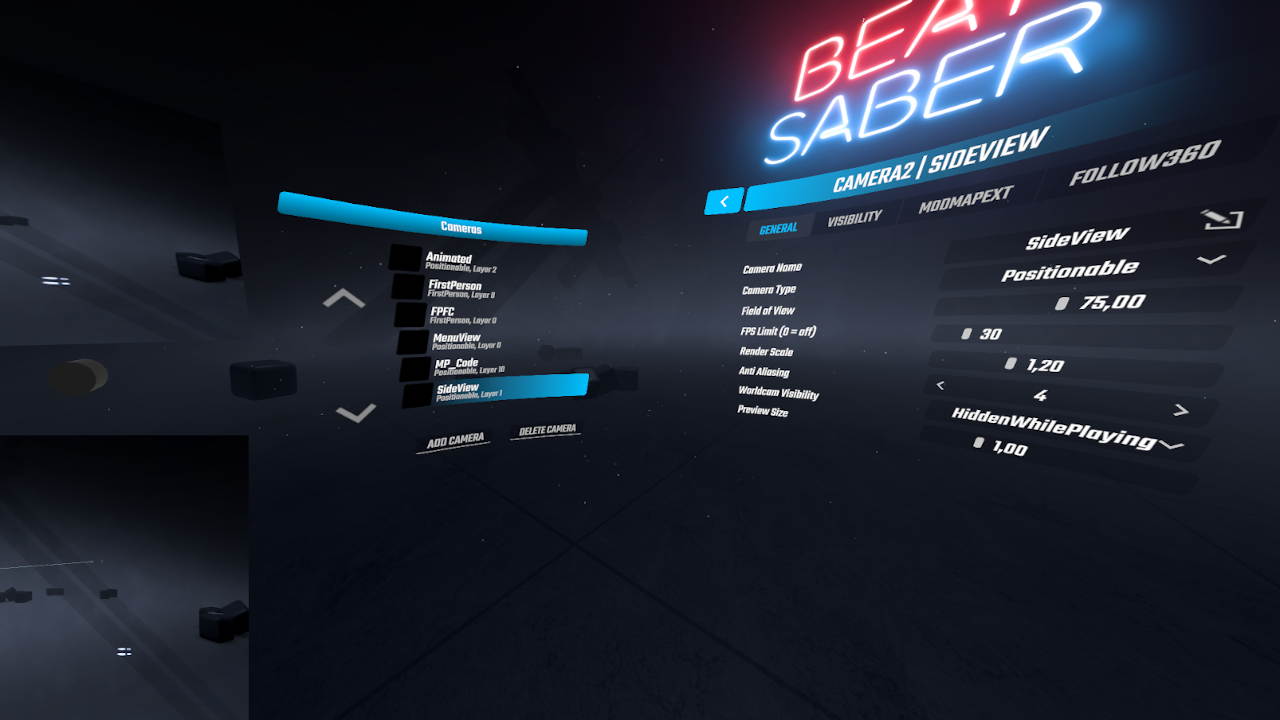 BEAT
SABER
CAMERA2 | SIDEVIEW
GENERAL
VISIBILITY
MODMAPEXT
FOLLOW360
Cameras
Animated
Positionable, Layer 2
FirstPerson
FirstPerson, Layer 0
FPFC
FirstPerson, Layer 0
MenuView
Positionable, Layer 0
MP_Code
Positionable, Layer 10
SideView
Positionable, Layer 1
ADD CAMERA
DELETE CAMERA
Camera Name
SideView
Camera Type
Positionable
Field of View
75,00
FPS Limit (0 = off)
30
Render Scale
1,20
Anti Aliasing
4
Worldcam Visibility
HiddenWhilePlaying
Preview Size
1,00